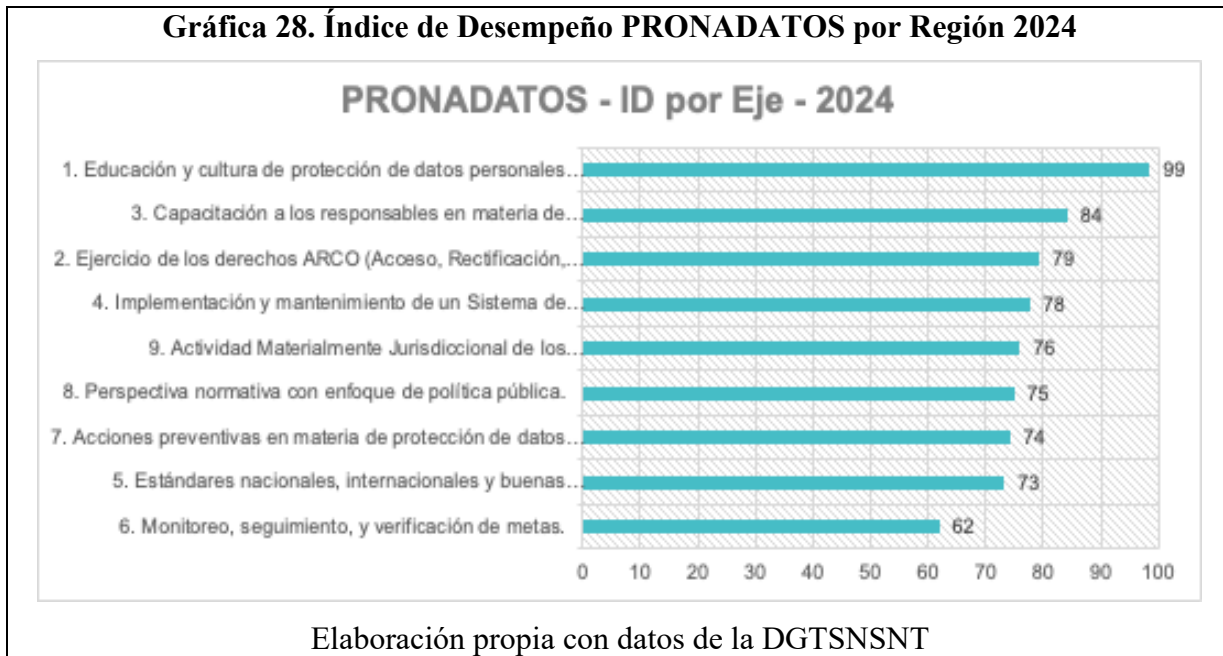 Gráfica 28. Índice de Desempeño PRONADATOS por Región 2024
PRONADATOS - ID por Eje - 2024
1. Educación y cultura de protección de datos personales... 99
3. Capacitación a los responsables en materia de... 84
2. Ejercicio de los derechos ARCO (Acceso, Rectificación,... 79
4. Implementación y mantenimiento de un Sistema de... 78
9. Actividad Materialmente Jurisdiccional de los... 76
8. Perspectiva normativa con enfoque de política pública. 75
7. Acciones preventivas en materia de protección de datos... 74
5. Estándares nacionales, internacionales y buenas... 73
6. Monitoreo, seguimiento, y verificación de metas. 62
0 10 20 30 40 50 60 70 80 90 100
Elaboración propia con datos de la DGTSNSNT